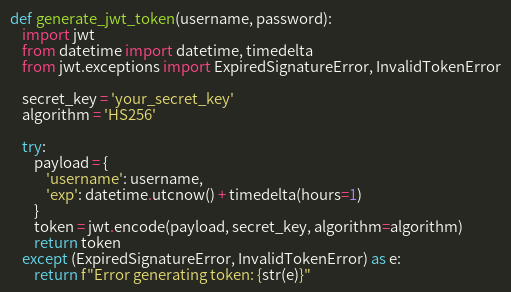 def generate_jwt_token(username, password):
    import jwt
    from datetime import datetime, timedelta
    from jwt.exceptions import ExpiredSignatureError, InvalidTokenError

    secret_key = 'your_secret_key'
    algorithm = 'HS256'

    try:
        payload = {
            'username': username,
            'exp': datetime.utcnow() + timedelta(hours=1)
        }
        token = jwt.encode(payload, secret_key, algorithm=algorithm)
        return token
    except (ExpiredSignatureError, InvalidTokenError) as e:
        return f"Error generating token: {str(e)}"